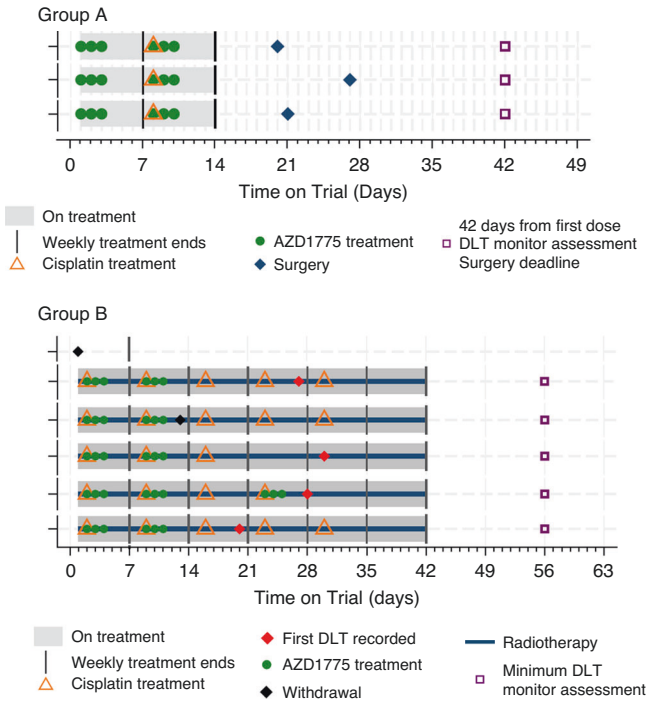 Group A
0 7 14 21 28 35 42 49
Time on Trial (Days)
On treatment
Weekly treatment ends
Cisplatin treatment
AZD1775 treatment
Surgery
42 days from first dose
DLT monitor assessment
Surgery deadline
Group B
0 7 14 21 28 35 42 49 56 63
Time on Trial (days)
On treatment
Weekly treatment ends
Cisplatin treatment
First DLT recorded
AZD1775 treatment
Withdrawal
Radiotherapy
Minimum DLT
monitor assessment